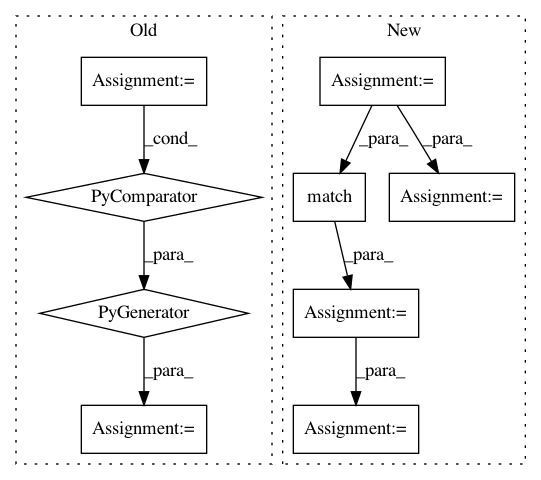 Old
New
Assignment:=
Assignment:=
_cond_
_para_
_para_
PyComparator
match
Assignment:=
_para_
_para_
PyGenerator
Assignment:=
_para_
_para_
Assignment:=
Assignment:=